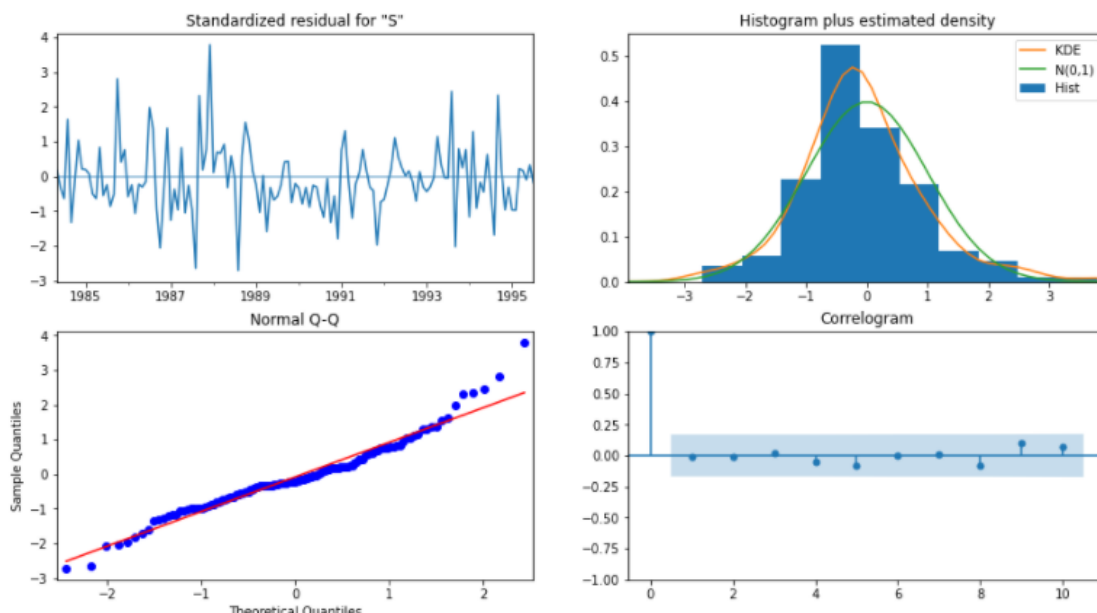 Standardized residual for "S"
4
3
2
1
0
−1
−2
−3
1985 1987 1989 1991 1993 1995
Histogram plus estimated density
KDE
N(0,1)
Hist
0.5
0.4
0.3
0.2
0.1
0.0
−3 −2 −1 0 1 2 3
Normal Q-Q
Sample Quantiles
4
3
2
1
0
−1
−2
−3
−2 −1 0 1 2
Theoretical Quantiles
Correlogram
1.00
0.75
0.50
0.25
0.00
−0.25
−0.50
−0.75
−1.00
0 2 4 6 8 10